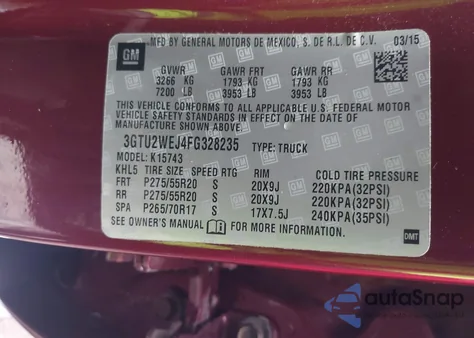 GM
MFD BY GENERAL MOTORS DE MEXICO, S. DE R.L. DE C.V. 03/15
GVWR GAWR FRT GAWR RR
3266 KG 1793 KG 1793 KG
7200 LB 3953 LB 3953 LB
THIS VEHICLE CONFORMS TO ALL APPLICABLE U.S. FEDERAL MOTOR
VEHICLE SAFETY STANDARDS IN EFFECT ON THE DATE OF
MANUFACTURE SHOWN ABOVE.
3GTU2WEJ4FG328235 TYPE: TRUCK
MODEL: K15743
KHL5 TIRE SIZE SPEED RTG RIM COLD TIRE PRESSURE
FRT P275/55R20 S 20X9J 220KPA(32PSI)
RR P275/55R20 S 20X9J 220KPA(32PSI)
SPA P265/70R17 S 17X7.5J 240KPA(35PSI)
SEE OWNER'S MANUAL FOR MORE INFORMATION.
DMT
autoSnap